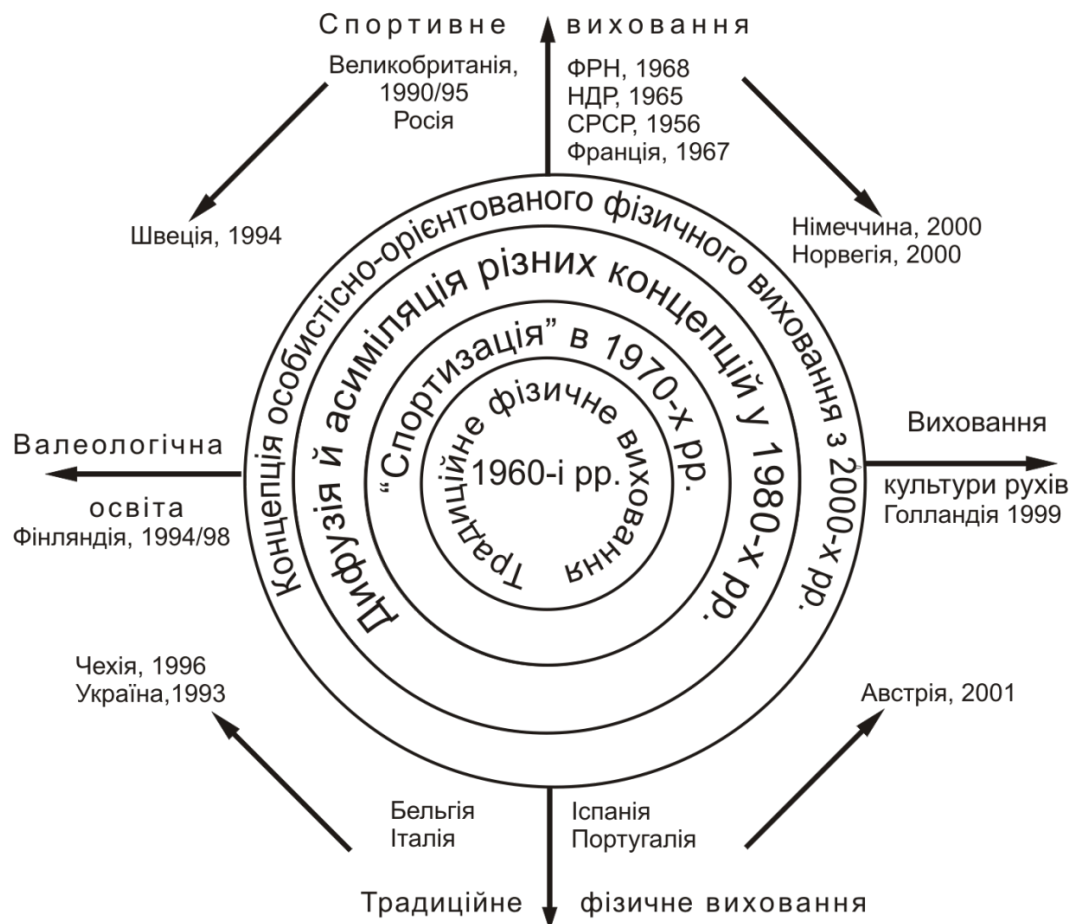 Спортивне виховання
Великобританія,
1990/95
Росія
ФРН, 1968
НДР, 1965
СРСР, 1956
Франція, 1967
Швеція, 1994
Німеччина, 2000
Норвегія, 2000
Концепція особистісно-орієнтованого фізичного виховання з 2000-х рр.
Дифузія й асиміляція різних концепцій у 1980-х рр.
“Спортизація” в 1970-х рр.
Традиційне фізичне виховання
1960-і рр.
Валеологічна
освіта
Фінляндія, 1994/98
Виховання
культури рухів
Голландія 1999
Чехія, 1996
Україна,1993
Австрія, 2001
Бельгія
Італія
Іспанія
Португалія
Традиційне фізичне виховання